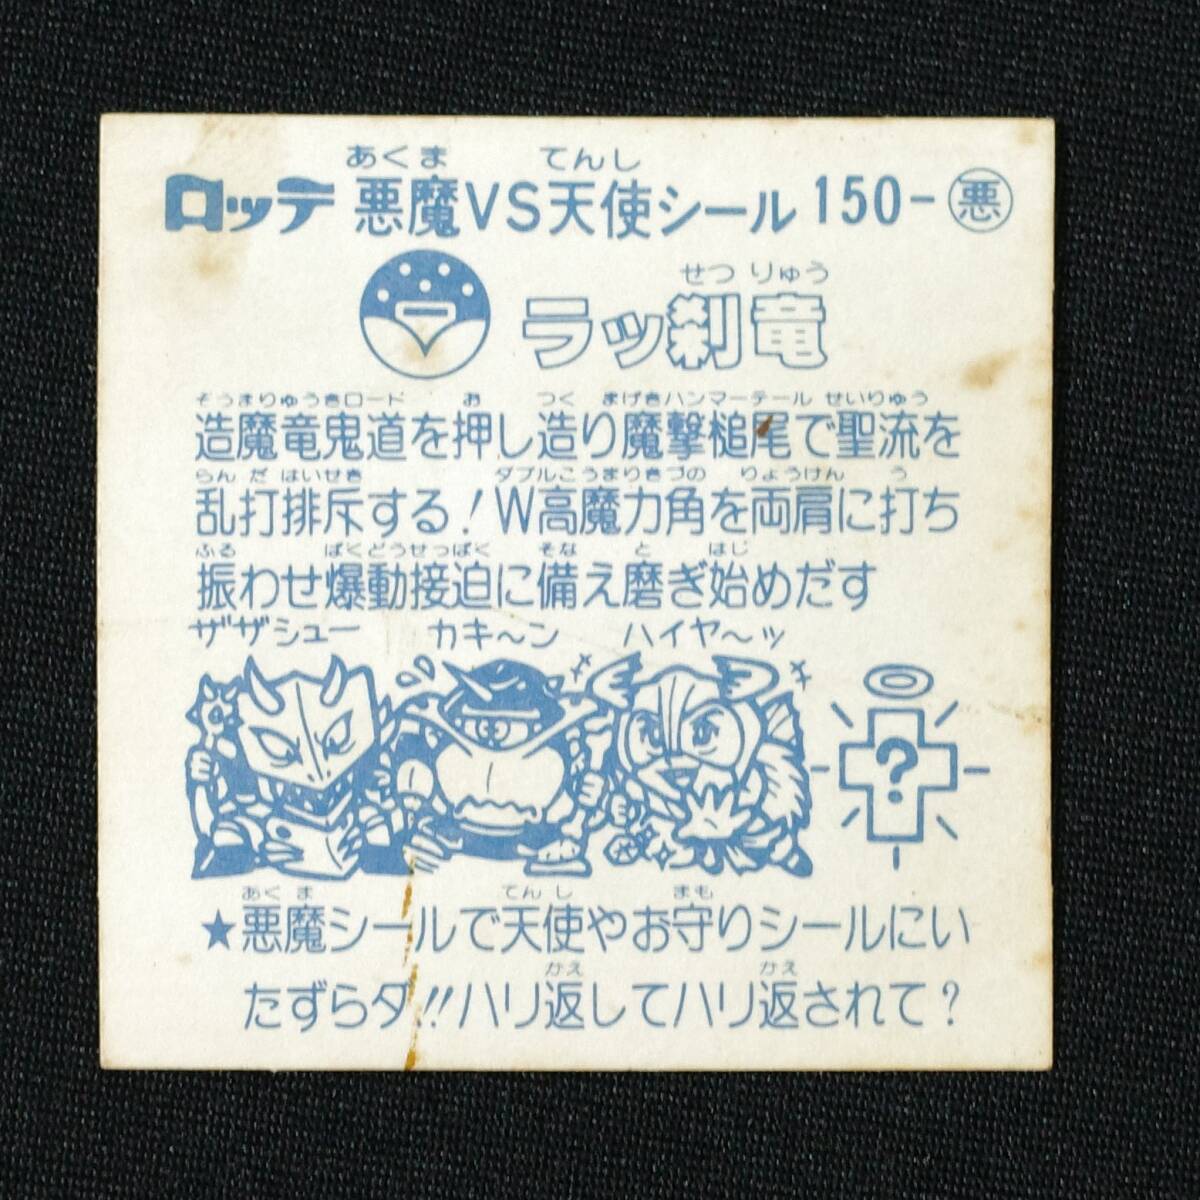 あくま てんし
ロッテ 悪魔VS天使シール 150-悪
せつ りゅう
ラッ刹竜
そうまりゅうきロード お つく まげきハンマーテール せいりゅう
造魔竜鬼道を押し造り魔撃槌尾で聖流を
らん だ はいせき ダブルこうまりきづの りょうけん う
乱打排斥する!W高魔力角を両肩に打ち
ふる ばくどうせっぱく そな と はじ
振わせ爆動接迫に備え磨ぎ始めだす
ザザシュー カキ〜ン ハイヤ〜ッ
?
あく ま てん し まも
★悪魔シールで天使やお守りシールにい
かえ かえ
たずらダ!!ハリ返してハリ返されて?